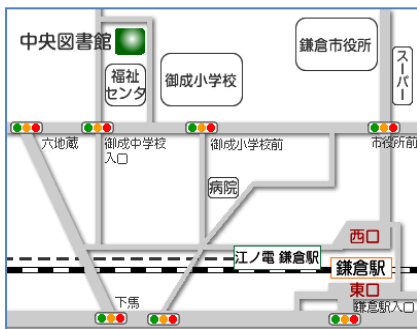 中央図書館
福祉
センタ
御成小学校
鎌倉市役所
スーパー
六地蔵
御成中学校
入口
御成小学校前
市役所前
病院
西口
江ノ電 鎌倉駅
鎌倉駅
東口
下馬
鎌倉駅入口